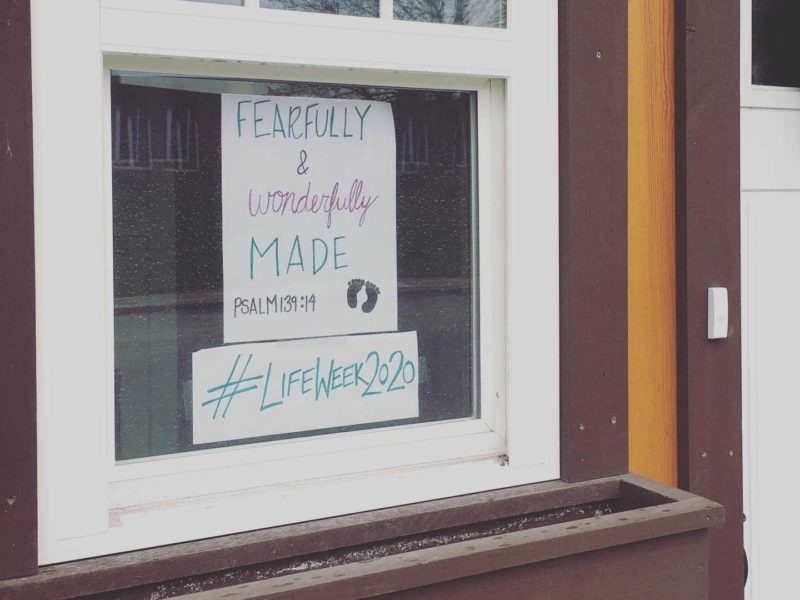 FEARFULLY
&
wonderfully
MADE
PSALM 139:14
#LIFEWEEK2020